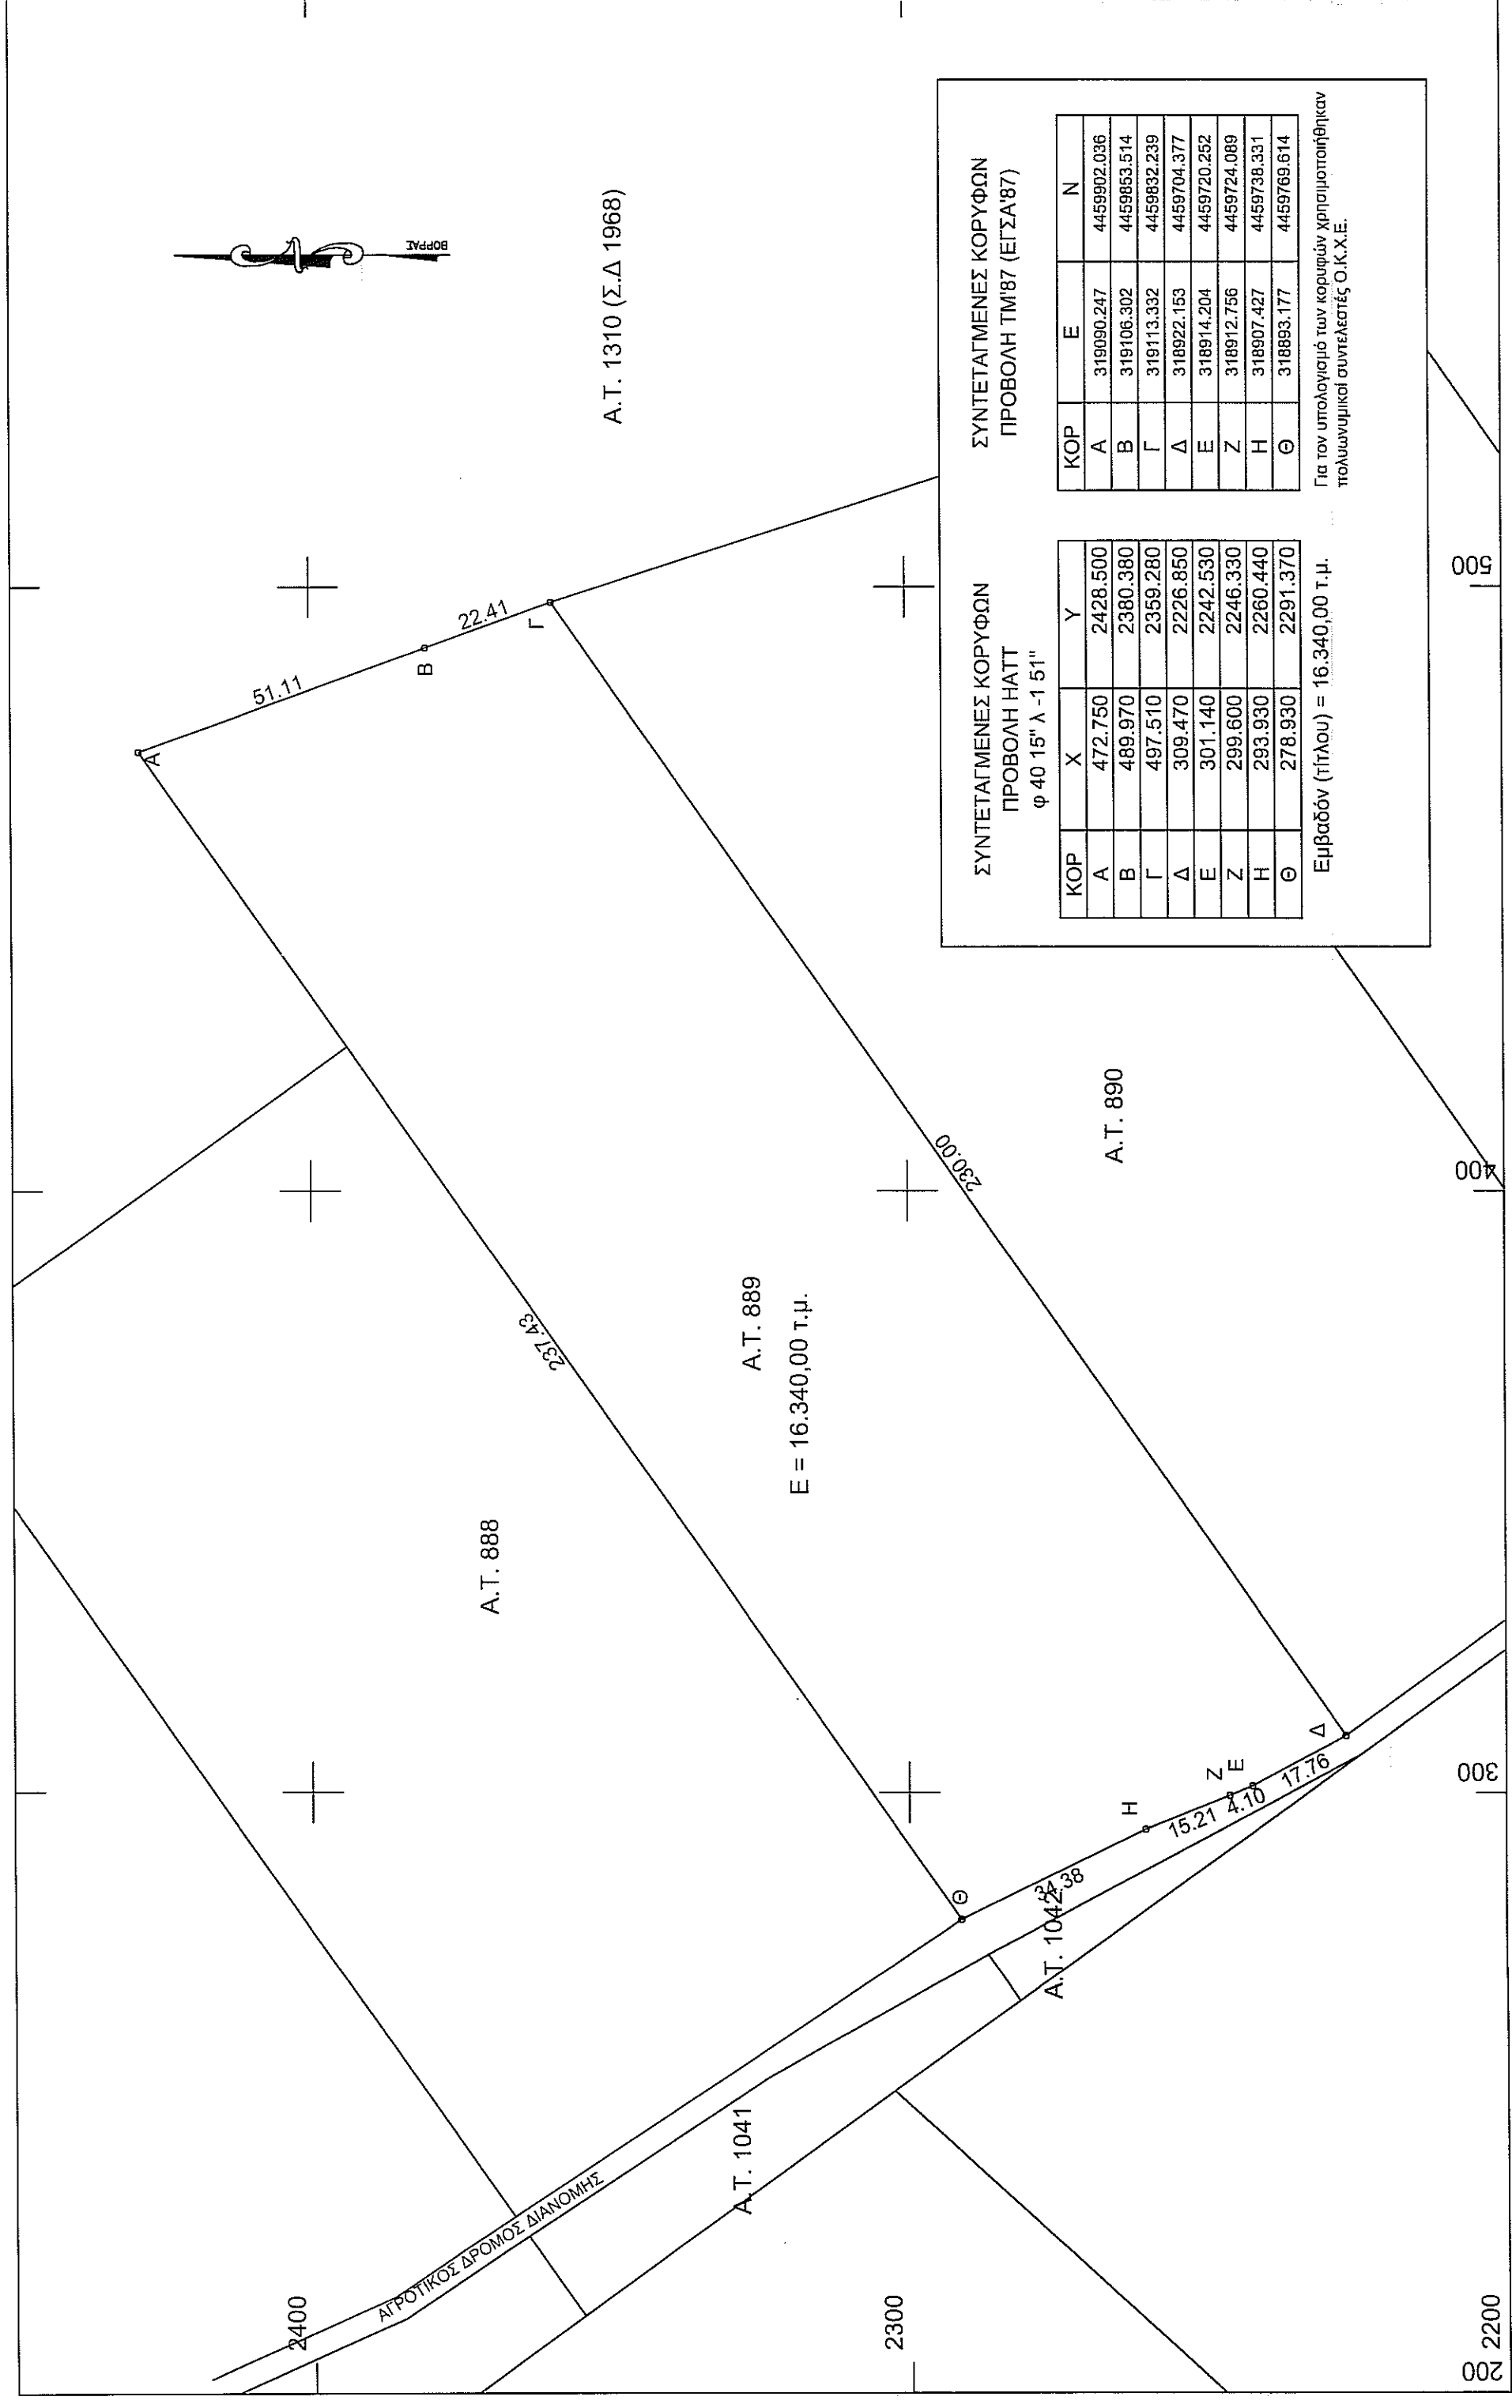 ΒΟΡΡΑΣ
Α.Τ. 1310 (Σ.Δ 1968)
Α
51.11
Β
22.41
Γ
237.43
230.00
Α.Τ. 888
Α.Τ. 889
Ε = 16.340,00 τ.μ.
Α.Τ. 890
Θ
34.38
Η
15.21
Ζ
4.10
Ε
17.76
Δ
Α.Τ. 1042
Α.Τ. 1041
ΑΓΡΟΤΙΚΟΣ ΔΡΟΜΟΣ ΔΙΑΝΟΜΗΣ
2400
2300
2200
200
300
400
500
ΣΥΝΤΕΤΑΓΜΕΝΕΣ ΚΟΡΥΦΩΝ
ΠΡΟΒΟΛΗ ΗΑΤΤ
φ 40 15'' λ -1 51''
ΚΟΡ Χ Υ
Α 472.750 2428.500
Β 489.970 2380.380
Γ 497.510 2359.280
Δ 309.470 2226.850
Ε 301.140 2242.530
Ζ 299.600 2246.330
Η 293.930 2260.440
Θ 278.930 2291.370
Εμβαδόν (τίτλου) = 16.340,00 τ.μ.
ΣΥΝΤΕΤΑΓΜΕΝΕΣ ΚΟΡΥΦΩΝ
ΠΡΟΒΟΛΗ ΤΜ'87 (ΕΓΣΑ'87)
ΚΟΡ Ε Ν
Α 319090.247 4459902.036
Β 319106.302 4459853.514
Γ 319113.332 4459832.239
Δ 318922.153 4459704.377
Ε 318914.204 4459720.252
Ζ 318912.756 4459724.089
Η 318907.427 4459738.331
Θ 318893.177 4459769.614
Για τον υπολογισμό των κορυφών χρησιμοποιήθηκαν
πολυωνυμικοί συντελεστές Ο.Κ.Χ.Ε.